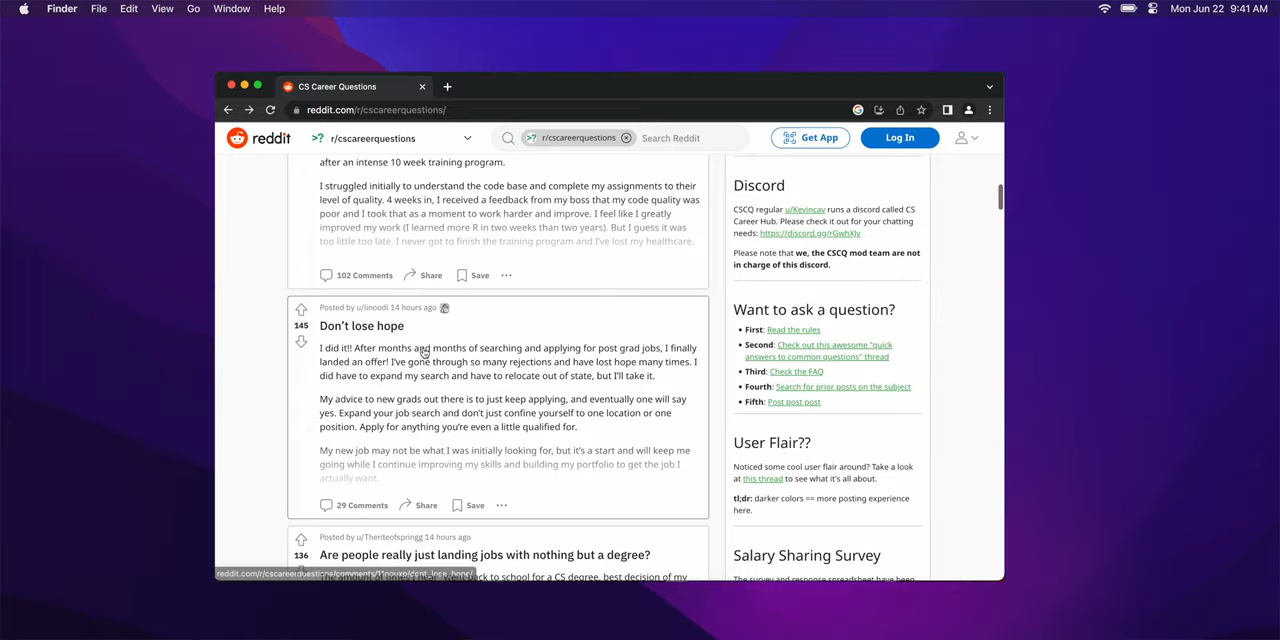 Finder File Edit View Go Window Help Mon Jun 22 9:41 AM
CS Career Questions
reddit.com/r/cscareerquestions/
reddit >? r/cscareerquestions >? r/cscareerquestions Search Reddit Get App Log In
after an intense 10 week training program.
I struggled initially to understand the code base and complete my assignments to their
level of quality. 4 weeks in, I received a feedback from my boss that my code quality was
poor and I took that as a moment to work harder and improve. I feel like I greatly
improved my work (I learned more R in two weeks than two years). But I guess it was
too little too late. I never got to finish the training program and I've lost my healthcare.
102 Comments Share Save
Posted by u/linoodl 14 hours ago
145
Don't lose hope
I did it!! After months and months of searching and applying for post grad jobs, I finally
landed an offer! I've gone through so many rejections and have lost hope many times. I
did have to expand my search and have to relocate out of state, but I'll take it.
My advice to new grads out there is to just keep applying, and eventually one will say
yes. Expand your job search and don't just confine yourself to one location or one
position. Apply for anything you're even a little qualified for.
My new job may not be what I was initially looking for, but it's a start and will keep me
going while I continue improving my skills and building my portfolio to get the job I
actually want.
29 Comments Share Save
Posted by u/Theriteofspringg 14 hours ago
136
Are people really just landing jobs with nothing but a degree?
back to school for a CS degree, best decision of my
Discord
CSCQ regular u/Kevincav runs a discord called CS
Career Hub. Please check it out for your chatting
needs: https://discord.gg/rGwhXJv
Please note that we, the CSCQ mod team are not
in charge of this discord.
Want to ask a question?
• First: Read the rules
• Second: Check out this awesome "quick
answers to common questions" thread
• Third: Check the FAQ
• Fourth: Search for prior posts on the subject
• Fifth: Post post post
User Flair??
Noticed some cool user flair around? Take a look
at this thread to see what it's all about.
tl;dr: darker colors == more posting experience
here.
Salary Sharing Survey
The survey and response spreadsheet have been